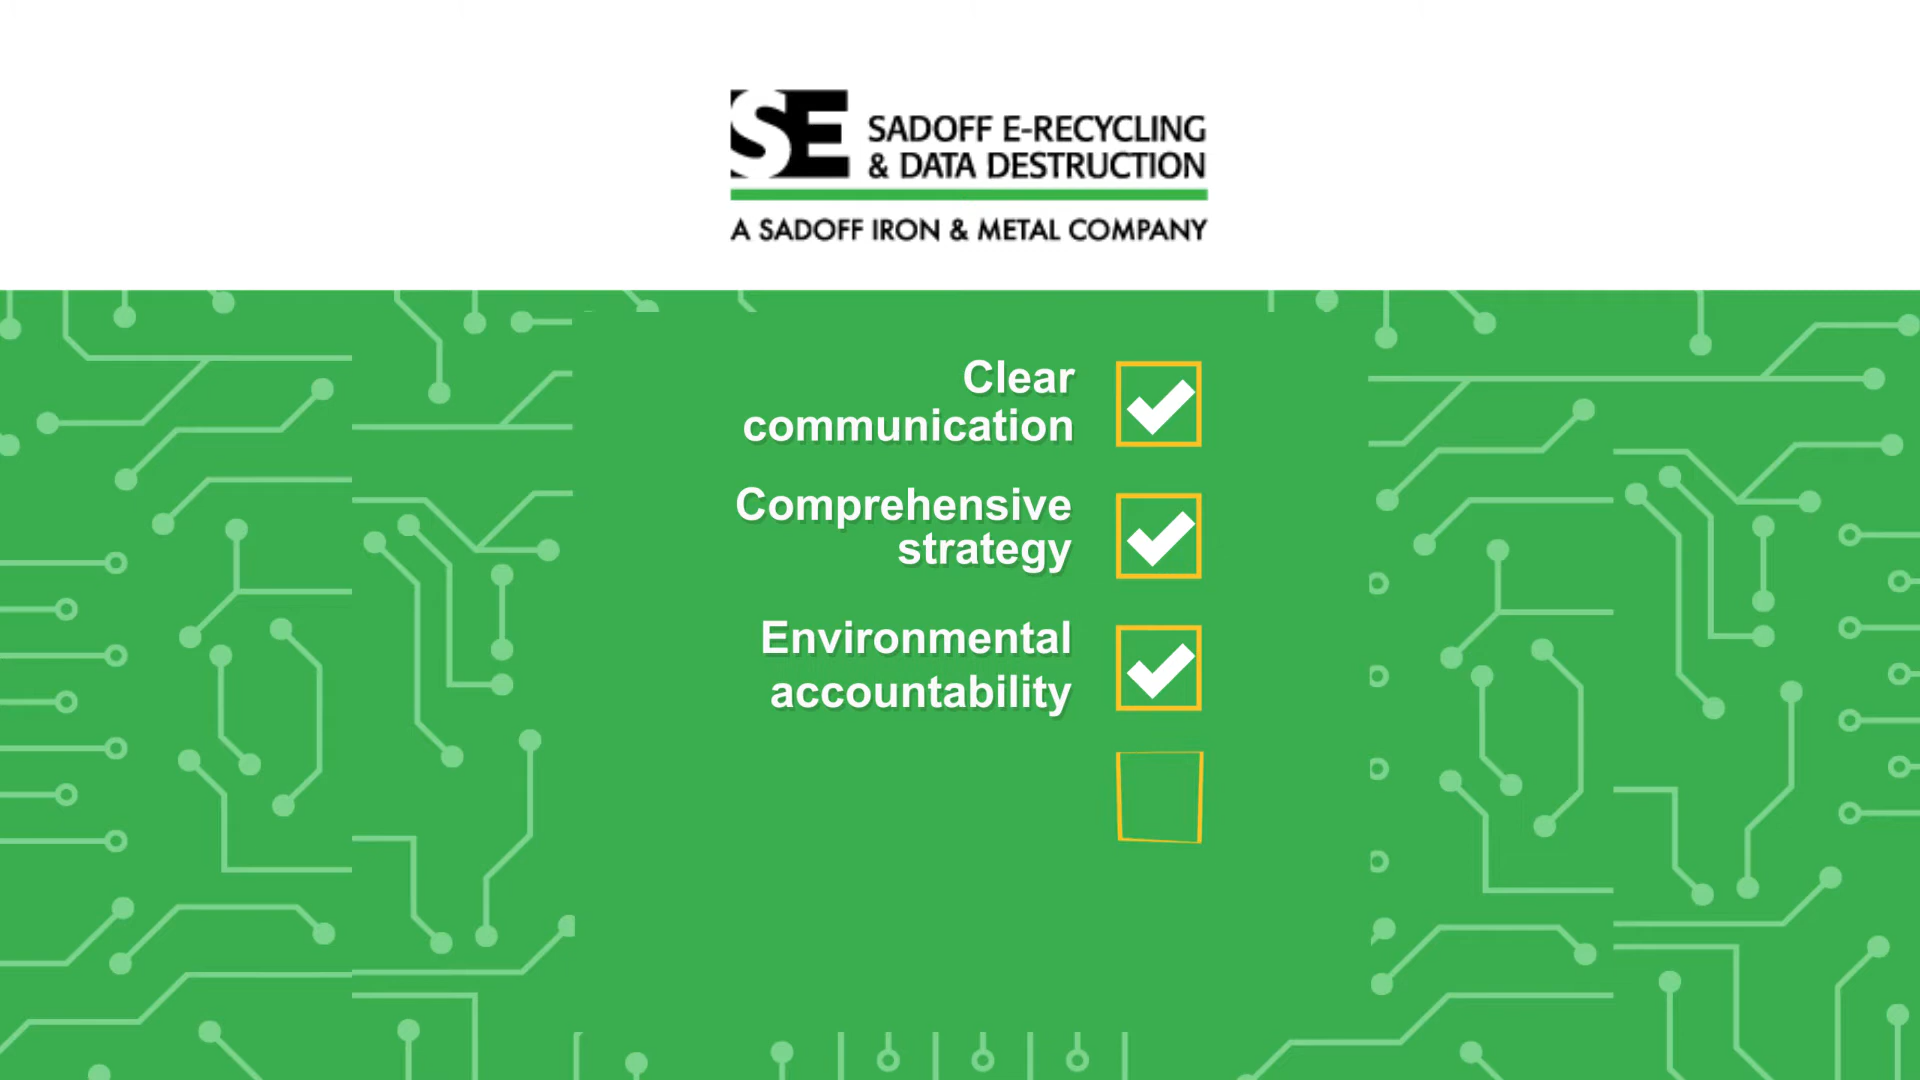 SE
SADOFF E-RECYCLING
& DATA DESTRUCTION
A SADOFF IRON & METAL COMPANY
Clear
communication
Comprehensive
strategy
Environmental
accountability